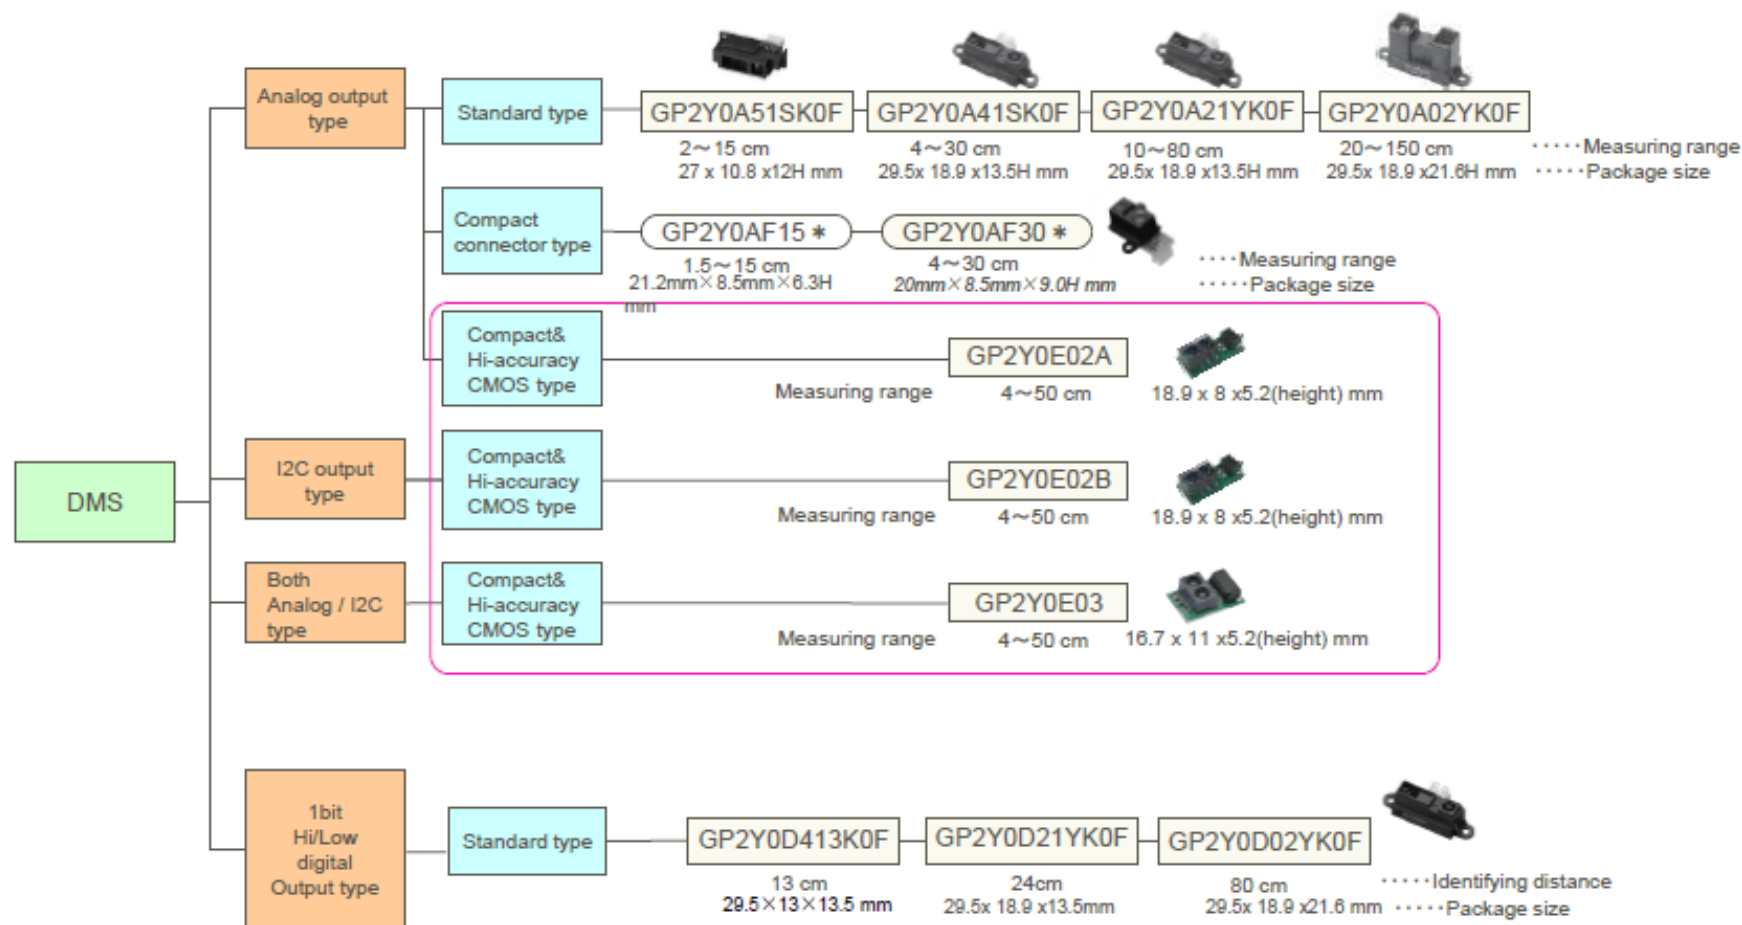 Analog output
type
Standard type
GP2Y0A51SK0F
GP2Y0A41SK0F
GP2Y0A21YK0F
GP2Y0A02YK0F
2～15 cm
4～30 cm
10～80 cm
20～150 cm
·····Measuring range
27 x 10.8 x12H mm
29.5x 18.9 x13.5H mm
29.5x 18.9 x13.5H mm
29.5x 18.9 x21.6H mm
·····Package size
Compact
connector type
GP2Y0AF15＊
GP2Y0AF30＊
1.5～15 cm
4～30 cm
····Measuring range
21.2mm×8.5mm×6.3H
mm
20mm×8.5mm×9.0H mm
·····Package size
Compact&
Hi-accuracy
CMOS type
GP2Y0E02A
Measuring range
4～50 cm
18.9 x 8 x5.2(height) mm
DMS
I2C output
type
Compact&
Hi-accuracy
CMOS type
GP2Y0E02B
Measuring range
4～50 cm
18.9 x 8 x5.2(height) mm
Both
Analog / I2C
type
Compact&
Hi-accuracy
CMOS type
GP2Y0E03
Measuring range
4～50 cm
16.7 x 11 x5.2(height) mm
1bit
Hi/Low
digital
Output type
Standard type
GP2Y0D413K0F
GP2Y0D21YK0F
GP2Y0D02YK0F
13 cm
24cm
80 cm
·····Identifying distance
29.5×13×13.5 mm
29.5x 18.9 x13.5mm
29.5x 18.9 x21.6 mm
·····Package size